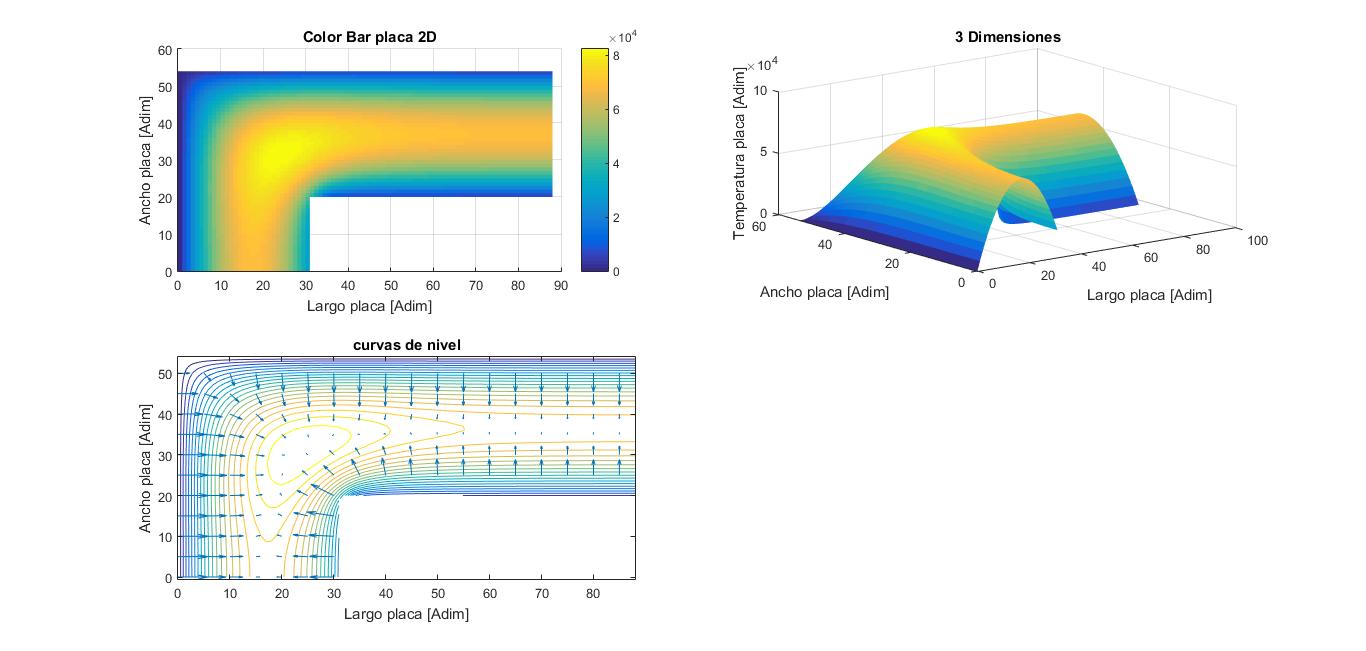 Color Bar placa 2D
×10^4
60
50
40
30
20
10
0
Ancho placa [Adim]
0 10 20 30 40 50 60 70 80 90
Largo placa [Adim]
8
6
4
2
0
3 Dimensiones
×10^4
10
5
0
Temperatura placa [Adim]
60
40
20
0
Ancho placa [Adim]
0
20
40
60
80
100
Largo placa [Adim]
curvas de nivel
50
40
30
20
10
0
Ancho placa [Adim]
0 10 20 30 40 50 60 70 80
Largo placa [Adim]